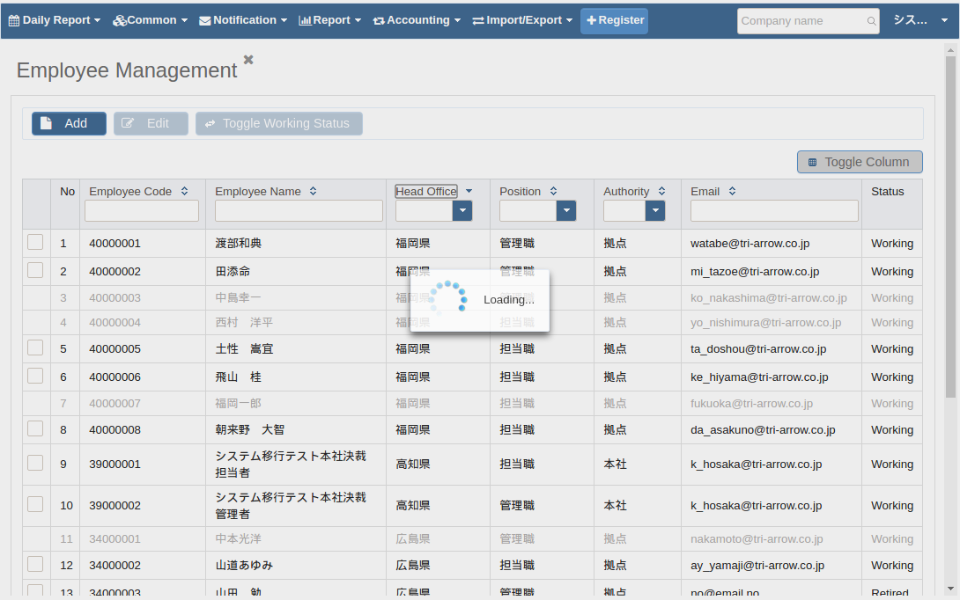 Daily Report Common Notification Report Accounting Import/Export Register Company name シス...
Employee Management
Add Edit Toggle Working Status
Toggle Column
No Employee Code Employee Name Head Office Position Authority Email Status
1 40000001 渡部和典 福岡県 管理職 拠点 watabe@tri-arrow.co.jp Working
2 40000002 田添命 福岡県 管理職 拠点 mi_tazoe@tri-arrow.co.jp Working
3 40000003 中島幸一 福 拠点 ko_nakashima@tri-arrow.co.jp Working
Loading...
4 40000004 西村 洋平 福岡県 担当職 拠点 yo_nishimura@tri-arrow.co.jp Working
5 40000005 土性 嵩宜 福岡県 担当職 拠点 ta_doshou@tri-arrow.co.jp Working
6 40000006 飛山 桂 福岡県 担当職 拠点 ke_hiyama@tri-arrow.co.jp Working
7 40000007 福岡一郎 福岡県 担当職 拠点 fukuoka@tri-arrow.co.jp Working
8 40000008 朝来野 大智 福岡県 担当職 拠点 da_asakuno@tri-arrow.co.jp Working
9 39000001 システム移行テスト本社決裁 高知県 担当職 本社 k_hosaka@tri-arrow.co.jp Working
担当者
10 39000002 システム移行テスト本社決裁 高知県 管理職 本社 k_hosaka@tri-arrow.co.jp Working
管理者
11 34000001 中本光洋 広島県 管理職 拠点 nakamoto@tri-arrow.co.jp Working
12 34000002 山道あゆみ 広島県 担当職 拠点 ay_yamaji@tri-arrow.co.jp Working
13 34000003 山田 勉 広島県 管理職 拠点 no@email.no Retired